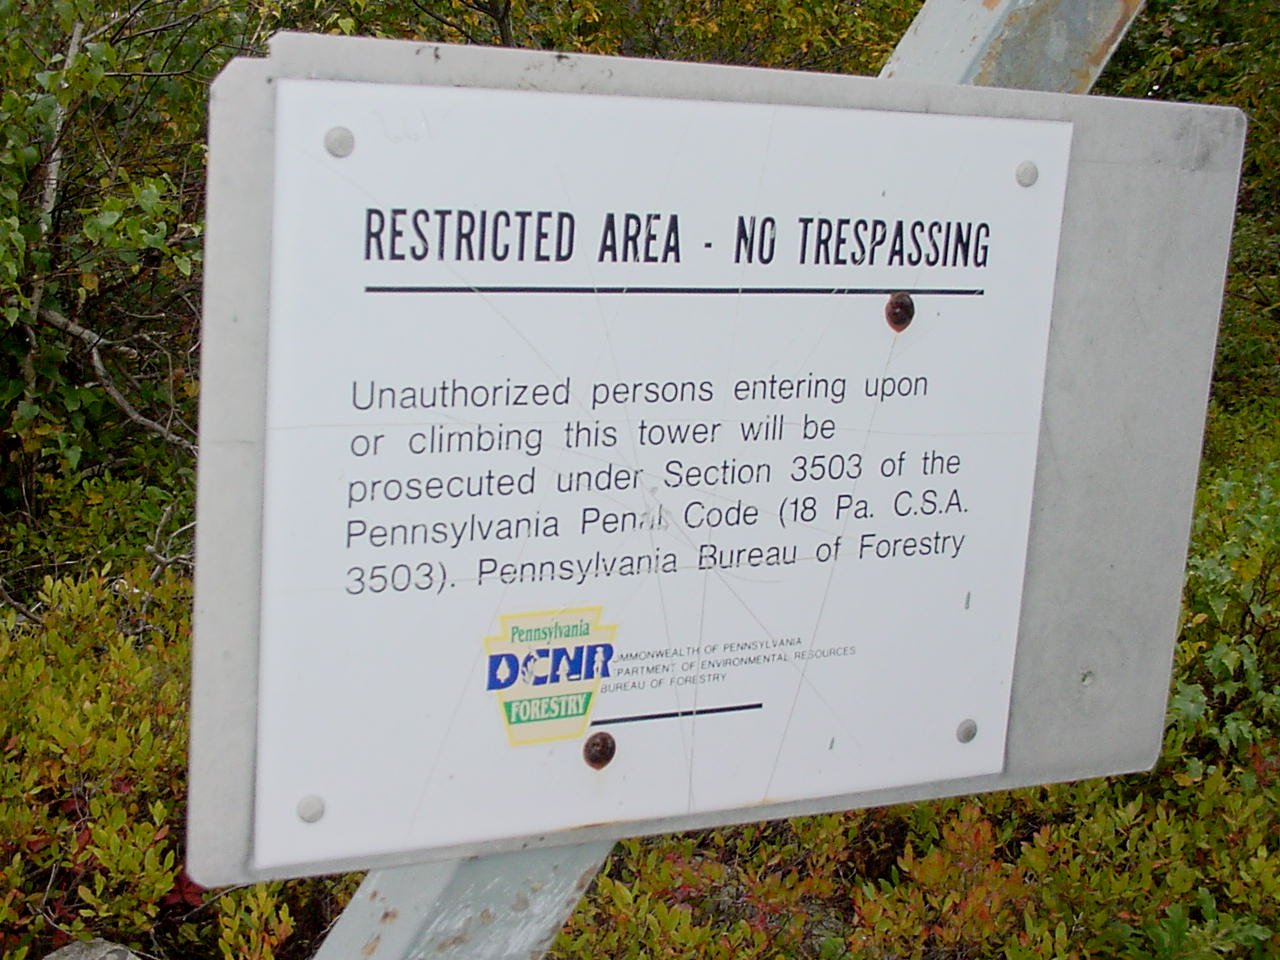 RESTRICTED AREA - NO TRESPASSING
Unauthorized persons entering upon
or climbing this tower will be
prosecuted under Section 3503 of the
Pennsylvania Penal Code (18 Pa. C.S.A.
3503). Pennsylvania Bureau of Forestry
Pennsylvania
DCNR
FORESTRY
OMMONWEALTH OF PENNSYLVANIA
PARTMENT OF ENVIRONMENTAL RESOURCES
BUREAU OF FORESTRY